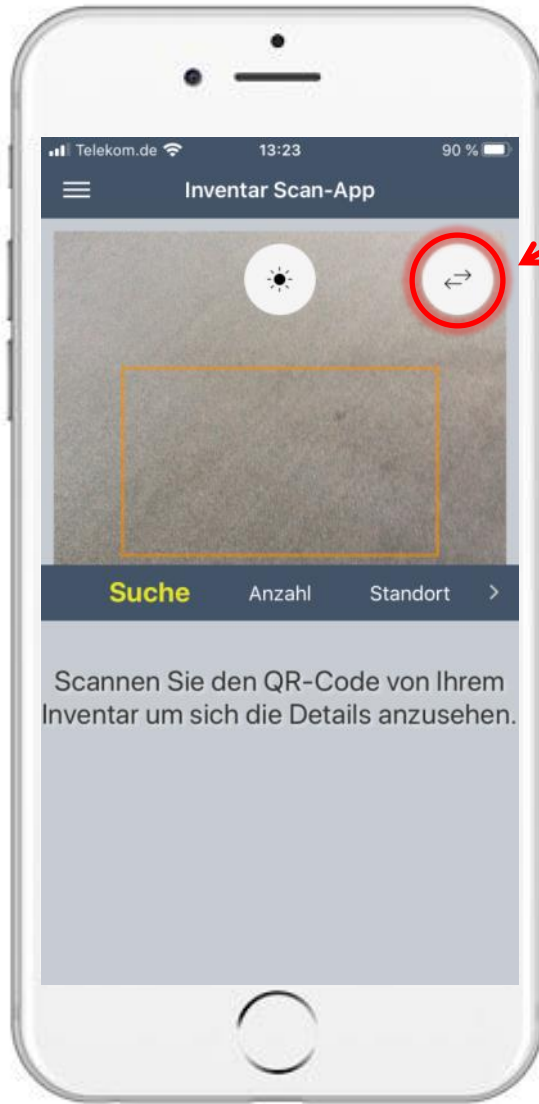 Telekom.de 13:23 90 %
Inventar Scan-App
Suche Anzahl Standort >
Scannen Sie den QR-Code von Ihrem
Inventar um sich die Details anzusehen.